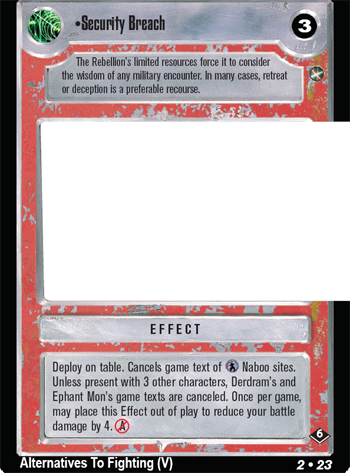 •Security Breach
3
The Rebellion's limited resources force it to consider
the wisdom of any military encounter. In many cases, retreat
or deception is a preferable recourse.
EFFECT
Deploy on table. Cancels game text of Naboo sites.
Unless present with 3 other characters, Derdram's and
Ephant Mon's game texts are canceled. Once per game,
may place this Effect out of play to reduce your battle
damage by 4. A
6
Alternatives To Fighting (V)
2 • 23